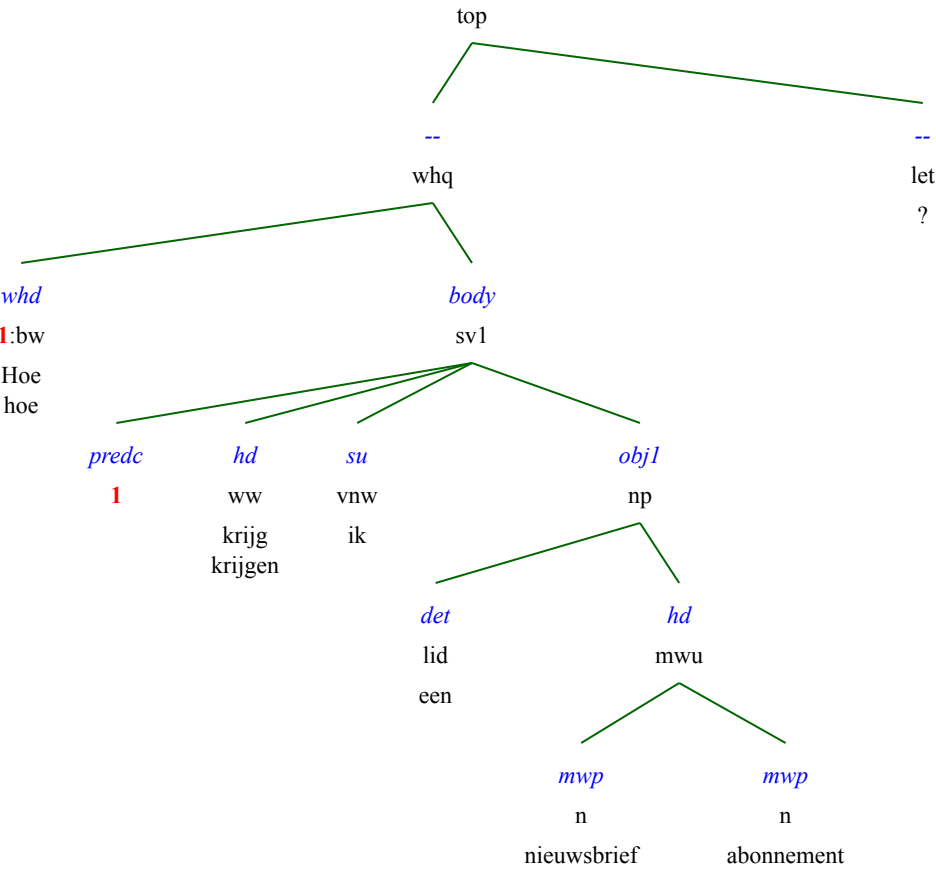 top
-- --
whq let
?
whd body
1:bw sv1
Hoe
hoe
predc hd su obj1
1 ww vnw np
krijg ik
krijgen
det hd
lid mwu
een
mwp mwp
n n
nieuwsbrief abonnement